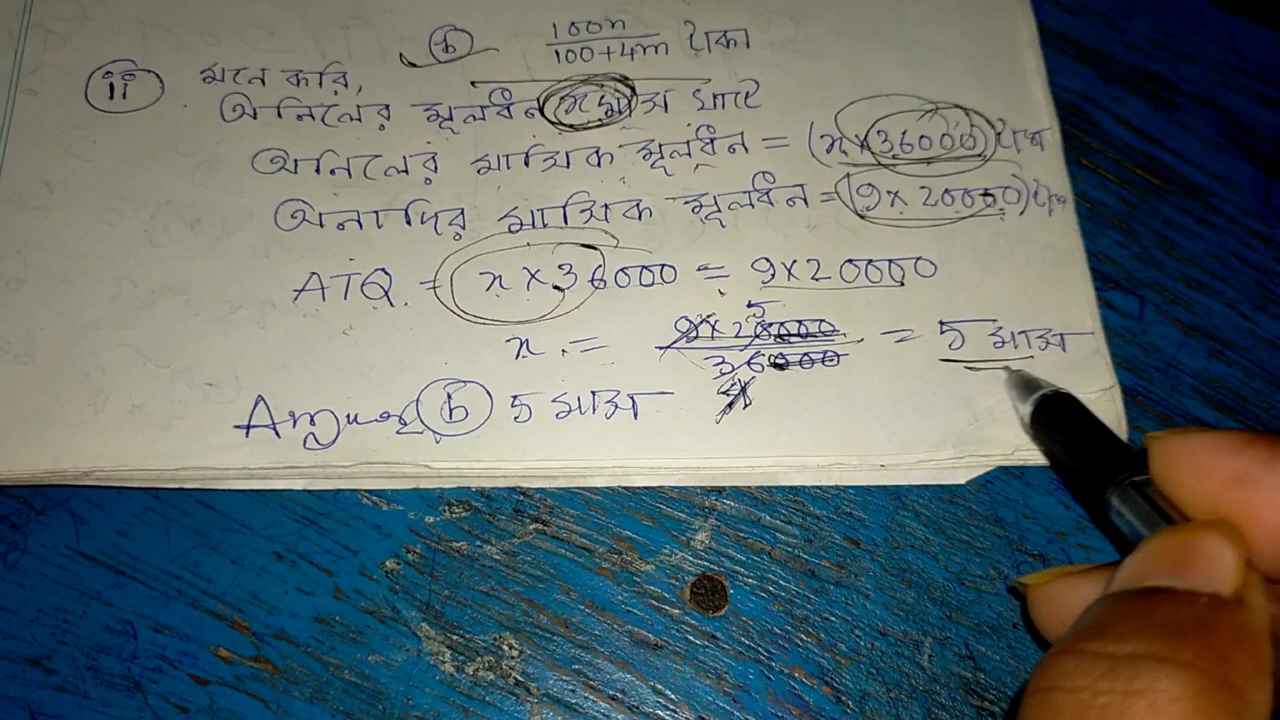 (b) 100n/100+4m টাকা
(ii) মনে করি,
অনিলের মূলধন x মাস খাটে
অনিলের মাসিক মূলধন = (x × 36000) টাকা
অনাদির মাসিক মূলধন = (9 × 20000) টাকা
ATQ. = x × 36000 = 9 × 20000
x = 9 × 20000 / 36000 = 5 মাস
Answer (b) 5 মাস